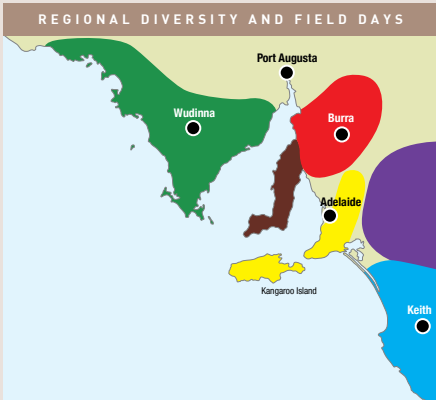 REGIONAL DIVERSITY AND FIELD DAYS
Port Augusta
Wudinna
Burra
Adelaide
Kangaroo Island
Keith